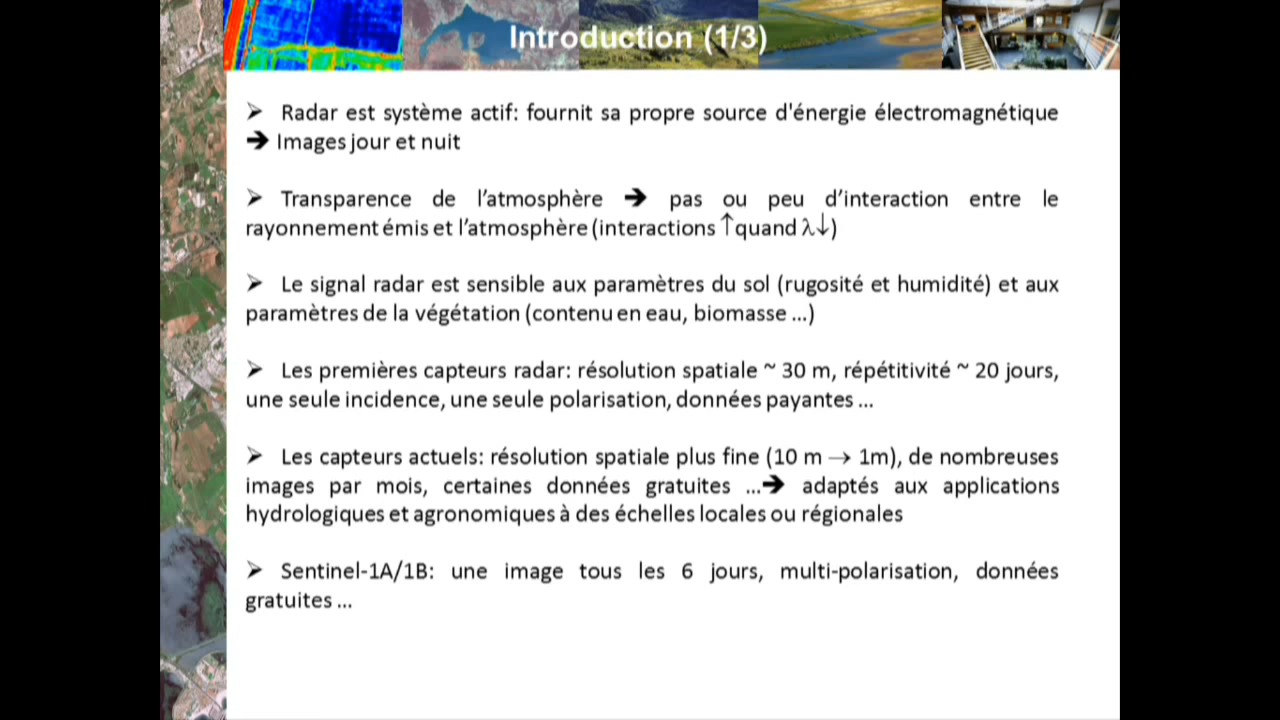 Introduction (1/3)
➢ Radar est système actif: fournit sa propre source d'énergie électromagnétique
➔ Images jour et nuit
➢ Transparence de l’atmosphère ➔ pas ou peu d’interaction entre le
rayonnement émis et l’atmosphère (interactions ↑quand λ↓)
➢ Le signal radar est sensible aux paramètres du sol (rugosité et humidité) et aux
paramètres de la végétation (contenu en eau, biomasse ...)
➢ Les premières capteurs radar: résolution spatiale ~ 30 m, répétitivité ~ 20 jours,
une seule incidence, une seule polarisation, données payantes ...
➢ Les capteurs actuels: résolution spatiale plus fine (10 m → 1m), de nombreuses
images par mois, certaines données gratuites ...➔ adaptés aux applications
hydrologiques et agronomiques à des échelles locales ou régionales
➢ Sentinel-1A/1B: une image tous les 6 jours, multi-polarisation, données
gratuites ...